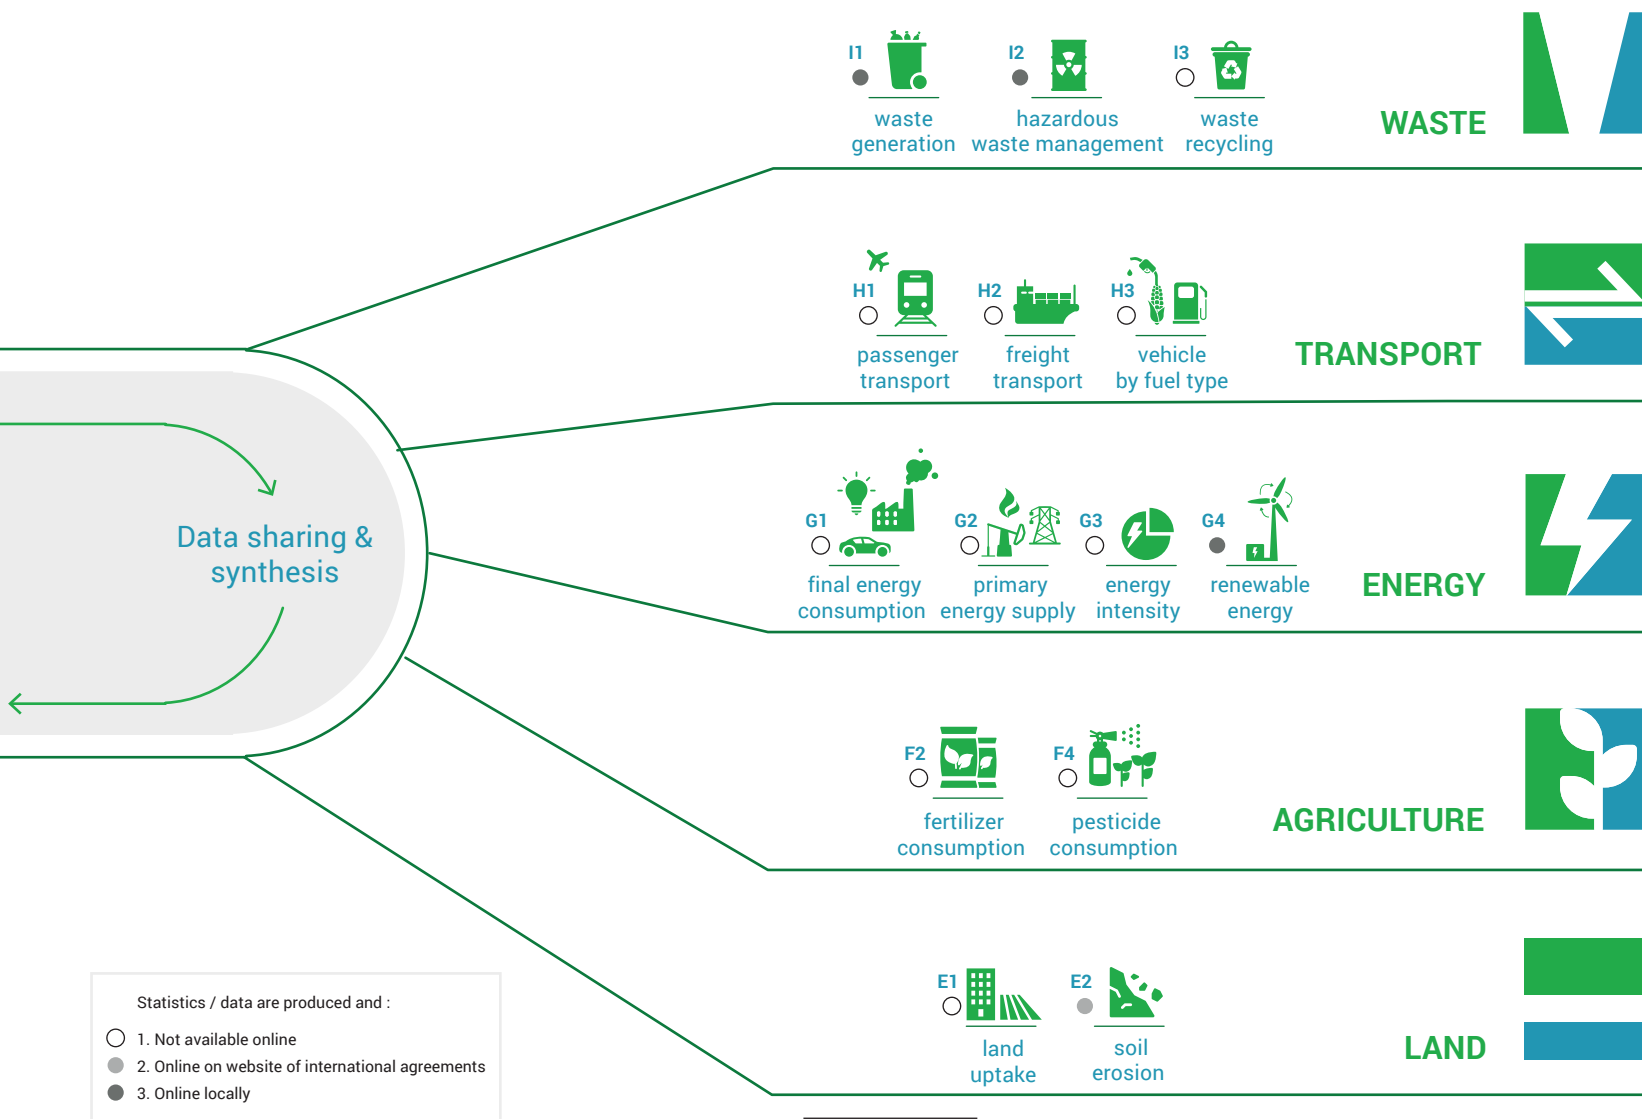 I1
I2
I3
waste
generation
hazardous
waste management
waste
recycling
WASTE
H1
H2
H3
passenger
transport
freight
transport
vehicle
by fuel type
TRANSPORT
G1
G2
G3
G4
final energy
consumption
primary
energy supply
energy
intensity
renewable
energy
ENERGY
Data sharing &
synthesis
F2
F4
fertilizer
consumption
pesticide
consumption
AGRICULTURE
E1
E2
land
uptake
soil
erosion
LAND
Statistics / data are produced and :
1. Not available online
2. Online on website of international agreements
3. Online locally